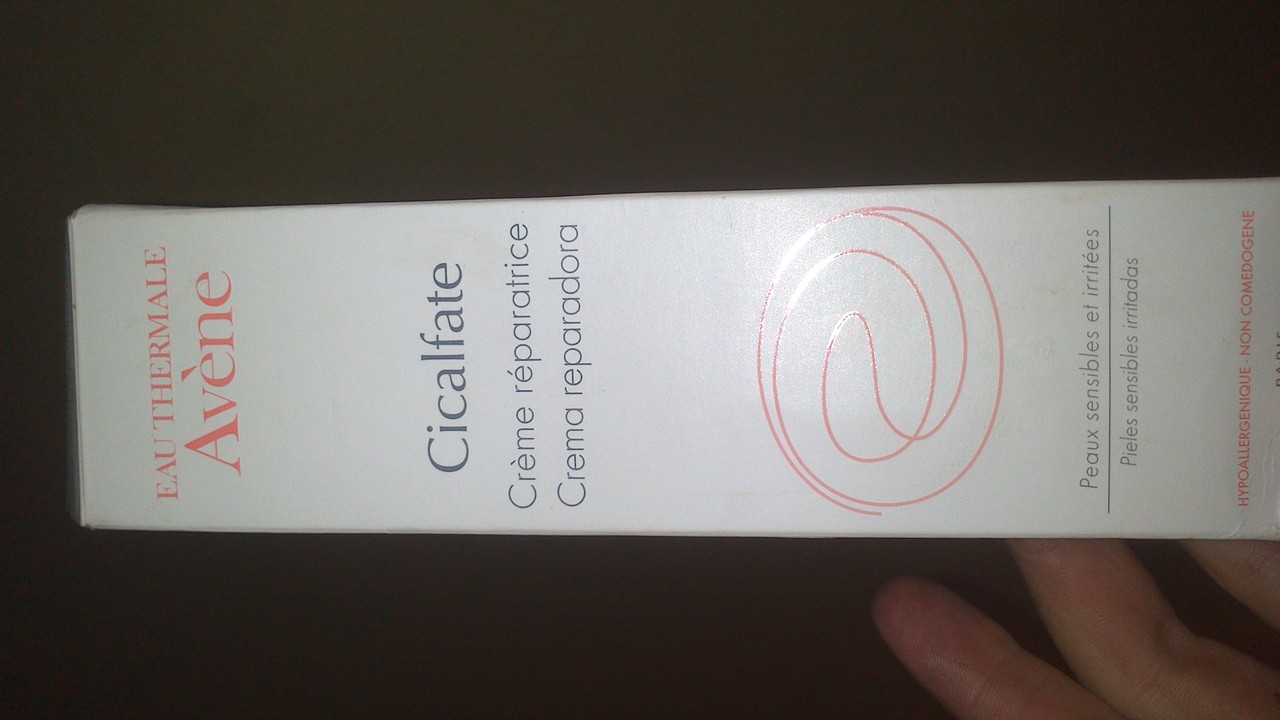 EAU THERMALE
Avène
Cicalfate
Crème réparatrice
Crema reparadora
Peaux sensibles et irritées
Pieles sensibles irritadas
HYPOALLERGENIQUE - NON COMEDOGENE